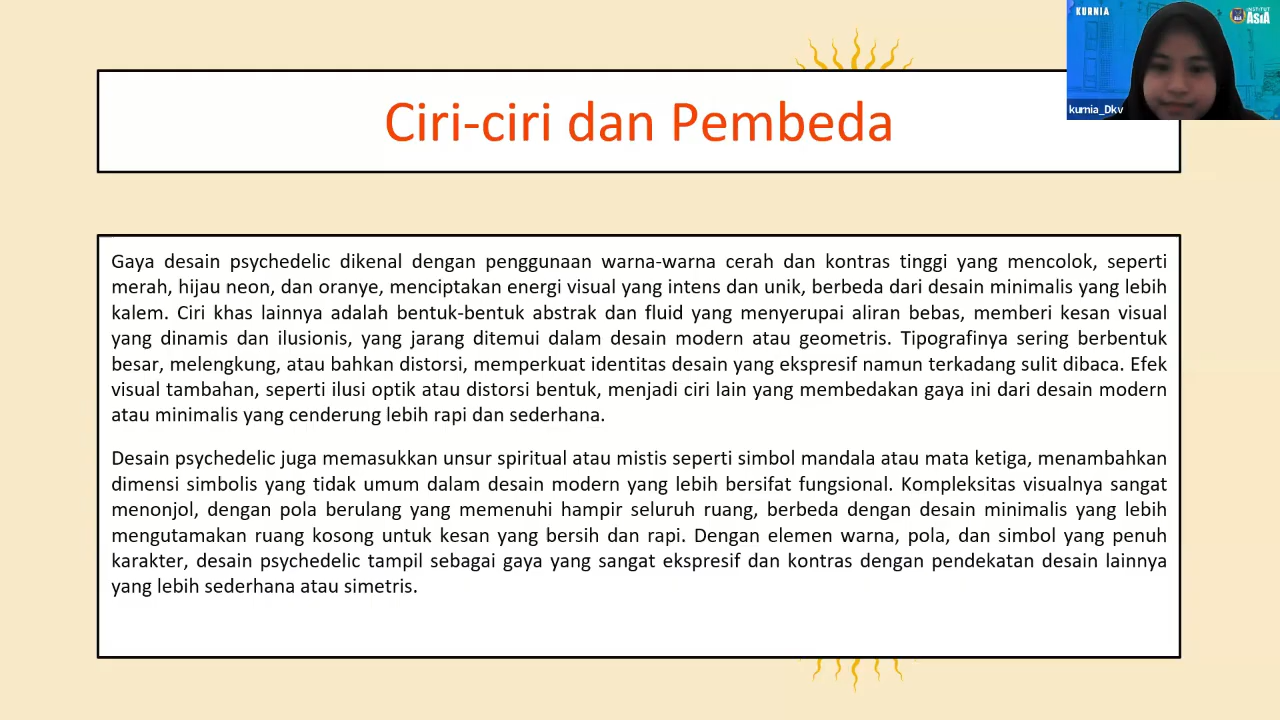 KURNIA
INSTITUT
ASIA
kurnia_Dkv
Ciri-ciri dan Pembeda
Gaya desain psychedelic dikenal dengan penggunaan warna-warna cerah dan kontras tinggi yang mencolok, seperti
merah, hijau neon, dan oranye, menciptakan energi visual yang intens dan unik, berbeda dari desain minimalis yang lebih
kalem. Ciri khas lainnya adalah bentuk-bentuk abstrak dan fluid yang menyerupai aliran bebas, memberi kesan visual
yang dinamis dan ilusionis, yang jarang ditemui dalam desain modern atau geometris. Tipografinya sering berbentuk
besar, melengkung, atau bahkan distorsi, memperkuat identitas desain yang ekspresif namun terkadang sulit dibaca. Efek
visual tambahan, seperti ilusi optik atau distorsi bentuk, menjadi ciri lain yang membedakan gaya ini dari desain modern
atau minimalis yang cenderung lebih rapi dan sederhana.
Desain psychedelic juga memasukkan unsur spiritual atau mistis seperti simbol mandala atau mata ketiga, menambahkan
dimensi simbolis yang tidak umum dalam desain modern yang lebih bersifat fungsional. Kompleksitas visualnya sangat
menonjol, dengan pola berulang yang memenuhi hampir seluruh ruang, berbeda dengan desain minimalis yang lebih
mengutamakan ruang kosong untuk kesan yang bersih dan rapi. Dengan elemen warna, pola, dan simbol yang penuh
karakter, desain psychedelic tampil sebagai gaya yang sangat ekspresif dan kontras dengan pendekatan desain lainnya
yang lebih sederhana atau simetris.